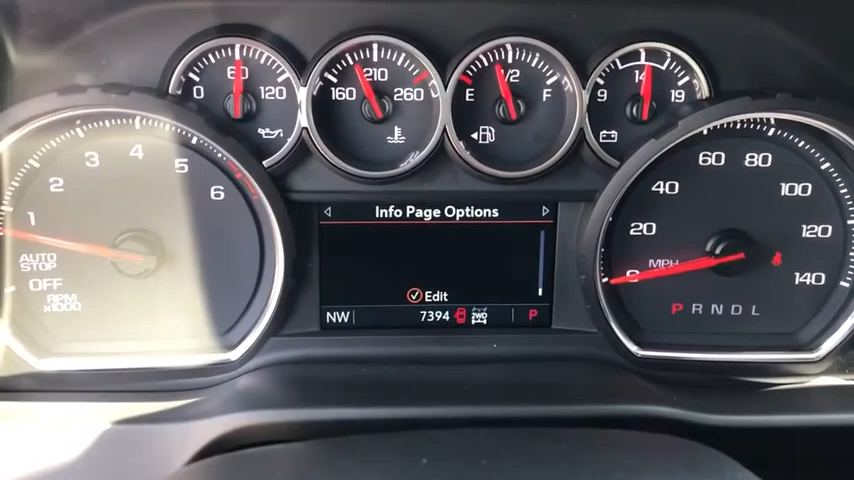 0 60 120
160 210 260
E 1/2 F
9 14 19
1 2 3 4 5 6
AUTO
STOP
OFF
RPM
x1000
Info Page Options
Edit
NW 7394 2WD P
0 20 40 60 80 100 120 140
MPH
P R N D L